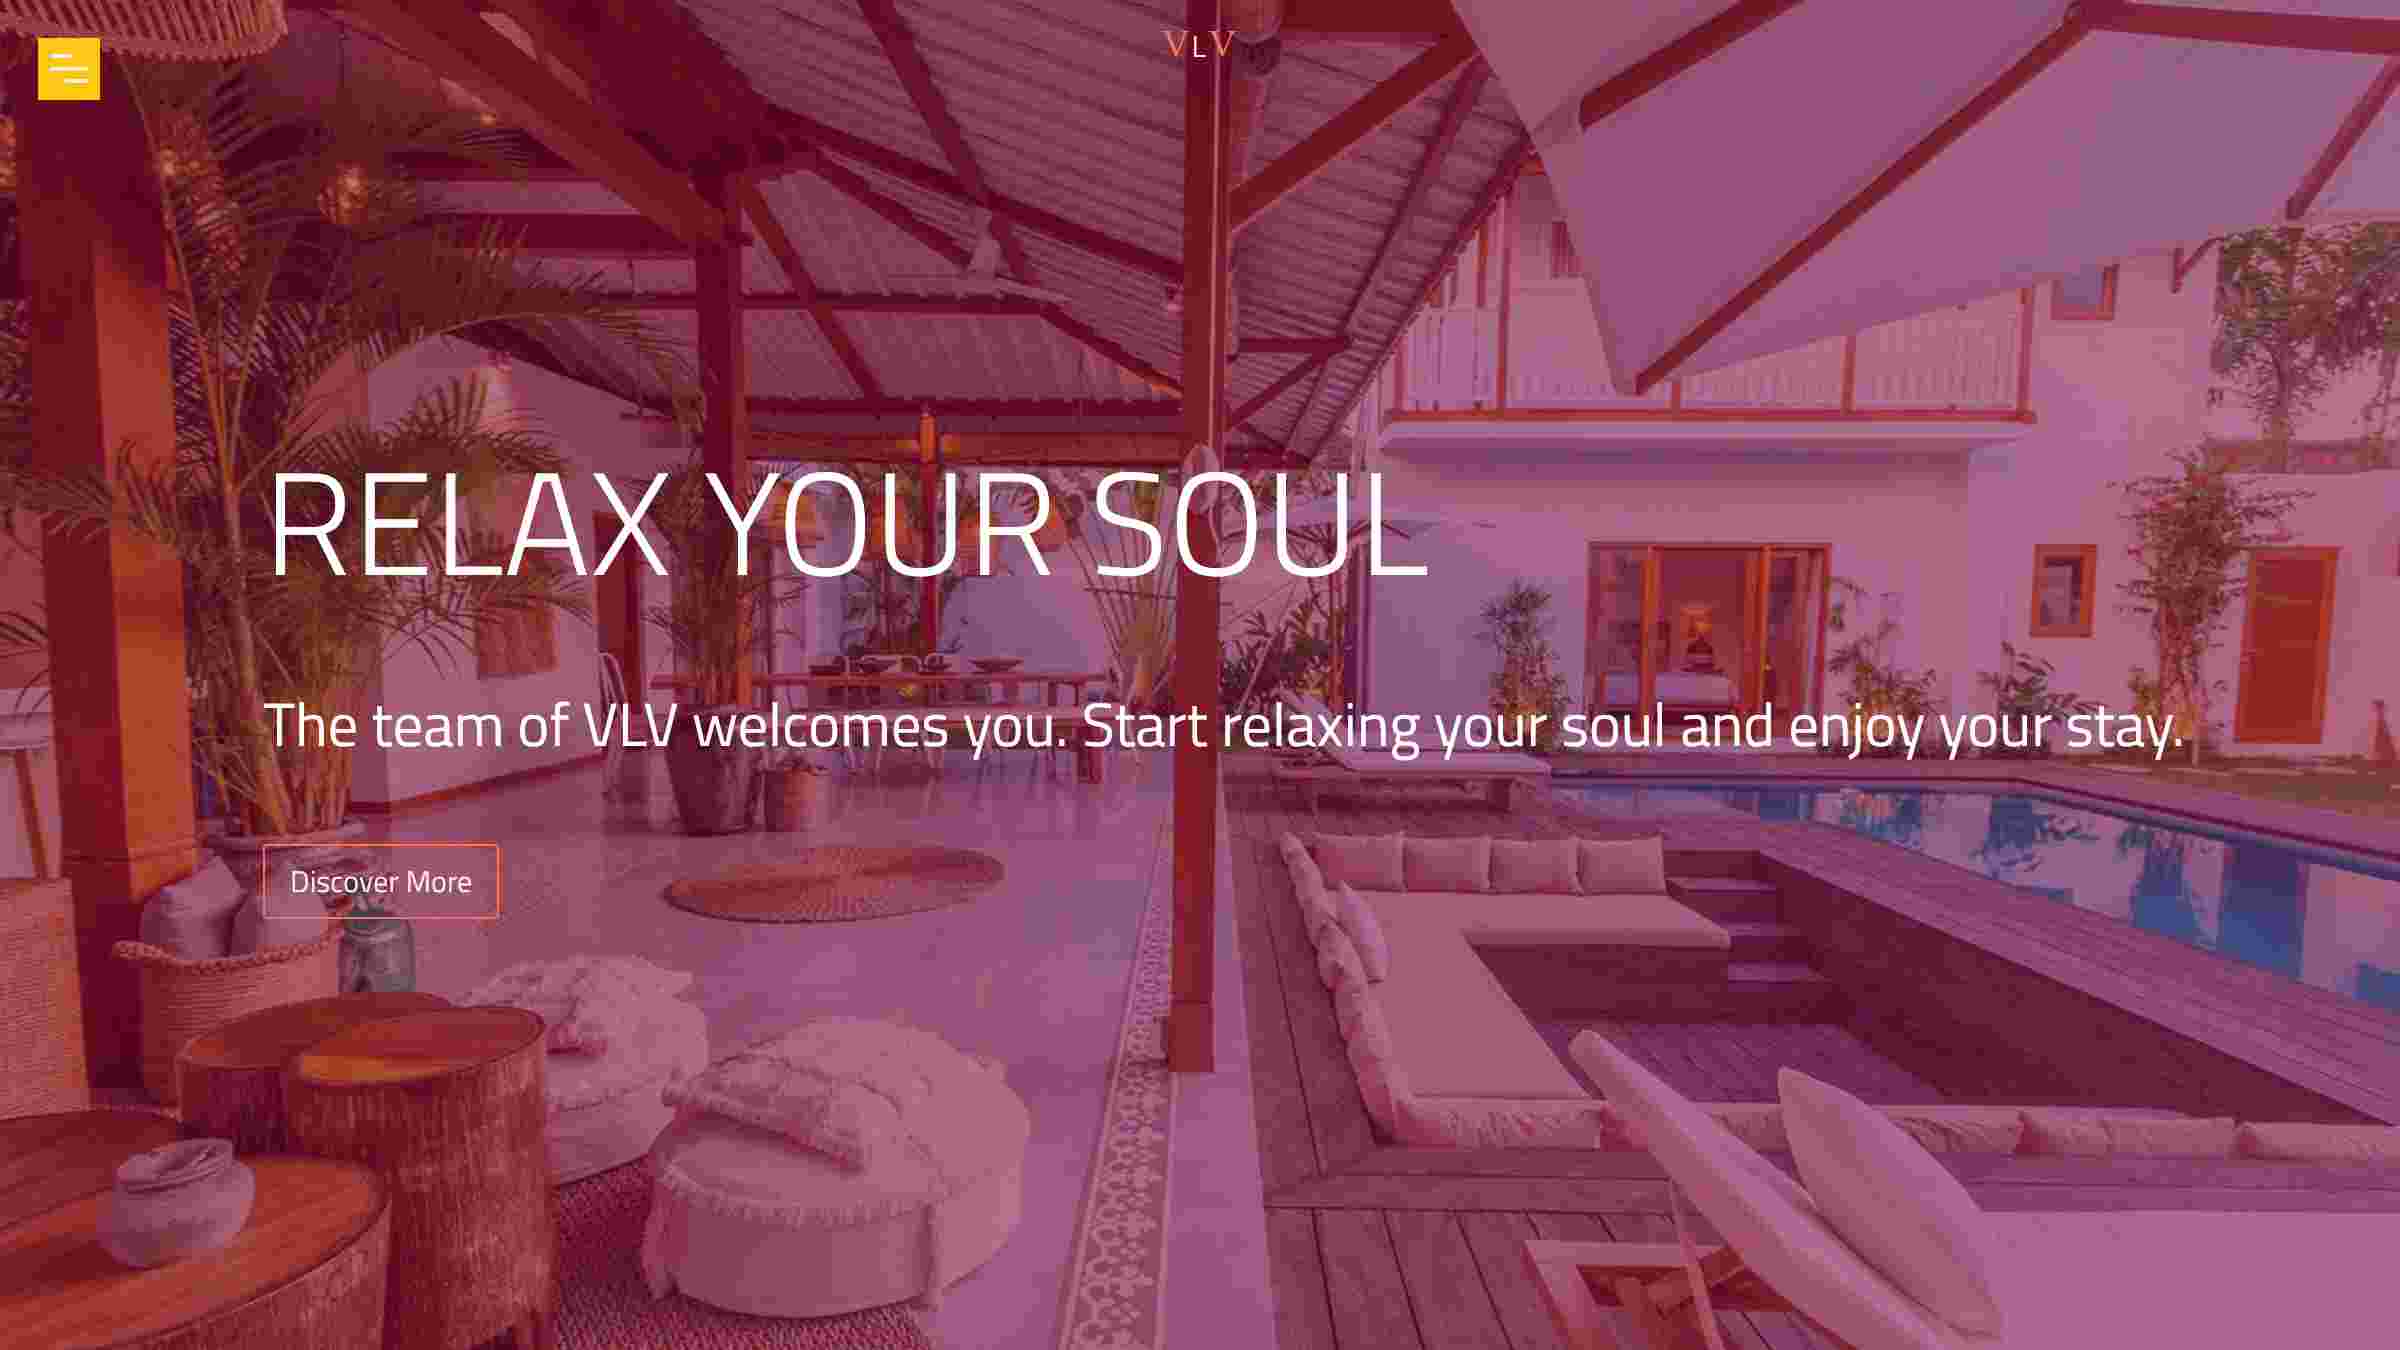 VLV
RELAX YOUR SOUL
The team of VLV welcomes you. Start relaxing your soul and enjoy your stay.
Discover More